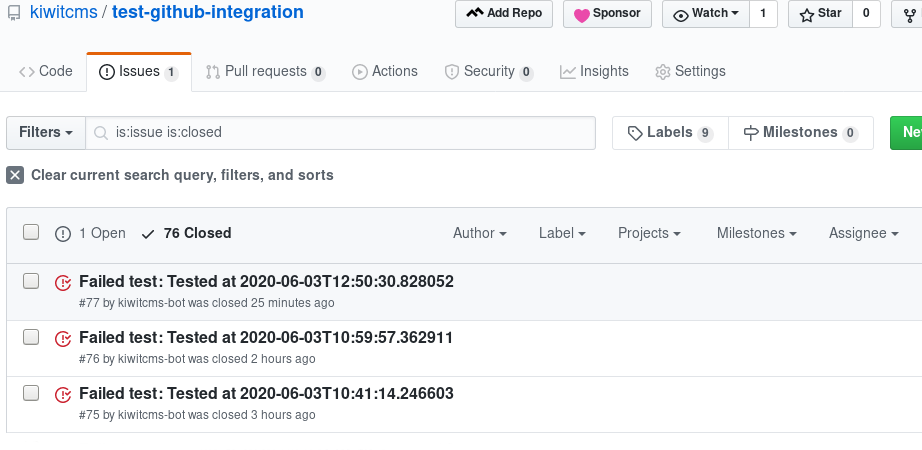 kiwitcms / test-github-integration Add Repo Sponsor Watch 1 Star 0
Code Issues 1 Pull requests 0 Actions Security 0 Insights Settings
Filters is:issue is:closed Labels 9 Milestones 0 Ne
Clear current search query, filters, and sorts
1 Open 76 Closed Author Label Projects Milestones Assignee
Failed test: Tested at 2020-06-03T12:50:30.828052
#77 by kiwitcms-bot was closed 25 minutes ago
Failed test: Tested at 2020-06-03T10:59:57.362911
#76 by kiwitcms-bot was closed 2 hours ago
Failed test: Tested at 2020-06-03T10:41:14.246603
#75 by kiwitcms-bot was closed 3 hours ago